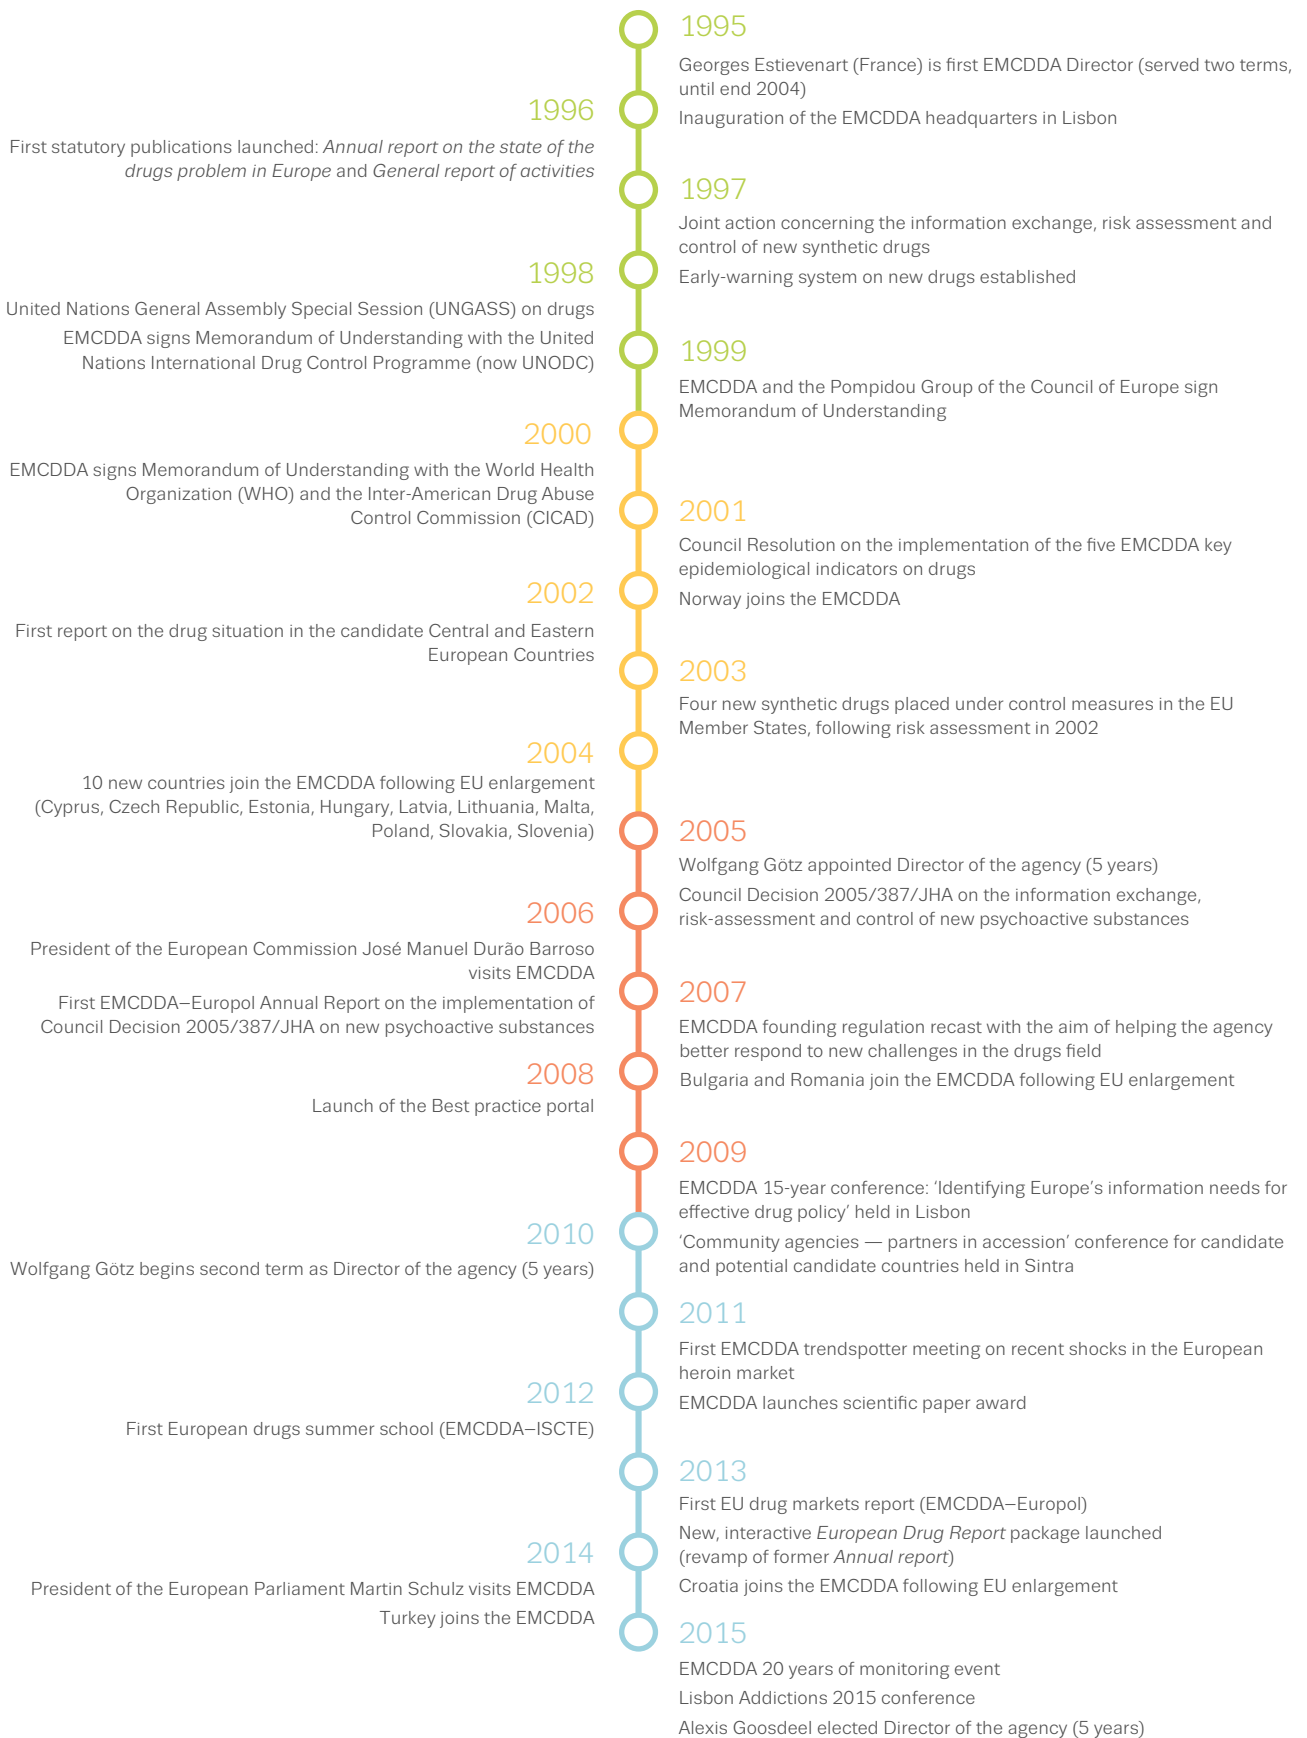 1995
Georges Estievenart (France) is first EMCDDA Director (served two terms,
until end 2004)
Inauguration of the EMCDDA headquarters in Lisbon
1996
First statutory publications launched: Annual report on the state of the
drugs problem in Europe and General report of activities
1997
Joint action concerning the information exchange, risk assessment and
control of new synthetic drugs
Early-warning system on new drugs established
1998
United Nations General Assembly Special Session (UNGASS) on drugs
EMCDDA signs Memorandum of Understanding with the United
Nations International Drug Control Programme (now UNODC)
1999
EMCDDA and the Pompidou Group of the Council of Europe sign
Memorandum of Understanding
2000
EMCDDA signs Memorandum of Understanding with the World Health
Organization (WHO) and the Inter-American Drug Abuse
Control Commission (CICAD)
2001
Council Resolution on the implementation of the five EMCDDA key
epidemiological indicators on drugs
Norway joins the EMCDDA
2002
First report on the drug situation in the candidate Central and Eastern
European Countries
2003
Four new synthetic drugs placed under control measures in the EU
Member States, following risk assessment in 2002
2004
10 new countries join the EMCDDA following EU enlargement
(Cyprus, Czech Republic, Estonia, Hungary, Latvia, Lithuania, Malta,
Poland, Slovakia, Slovenia)
2005
Wolfgang Götz appointed Director of the agency (5 years)
Council Decision 2005/387/JHA on the information exchange,
risk-assessment and control of new psychoactive substances
2006
President of the European Commission José Manuel Durão Barroso
visits EMCDDA
First EMCDDA–Europol Annual Report on the implementation of
Council Decision 2005/387/JHA on new psychoactive substances
2007
EMCDDA founding regulation recast with the aim of helping the agency
better respond to new challenges in the drugs field
Bulgaria and Romania join the EMCDDA following EU enlargement
2008
Launch of the Best practice portal
2009
EMCDDA 15-year conference: ‘Identifying Europe’s information needs for
effective drug policy’ held in Lisbon
‘Community agencies — partners in accession’ conference for candidate
and potential candidate countries held in Sintra
2010
Wolfgang Götz begins second term as Director of the agency (5 years)
2011
First EMCDDA trendspotter meeting on recent shocks in the European
heroin market
EMCDDA launches scientific paper award
2012
First European drugs summer school (EMCDDA–ISCTE)
2013
First EU drug markets report (EMCDDA–Europol)
New, interactive European Drug Report package launched
(revamp of former Annual report)
Croatia joins the EMCDDA following EU enlargement
2014
President of the European Parliament Martin Schulz visits EMCDDA
Turkey joins the EMCDDA
2015
EMCDDA 20 years of monitoring event
Lisbon Addictions 2015 conference
Alexis Goosdeel elected Director of the agency (5 years)